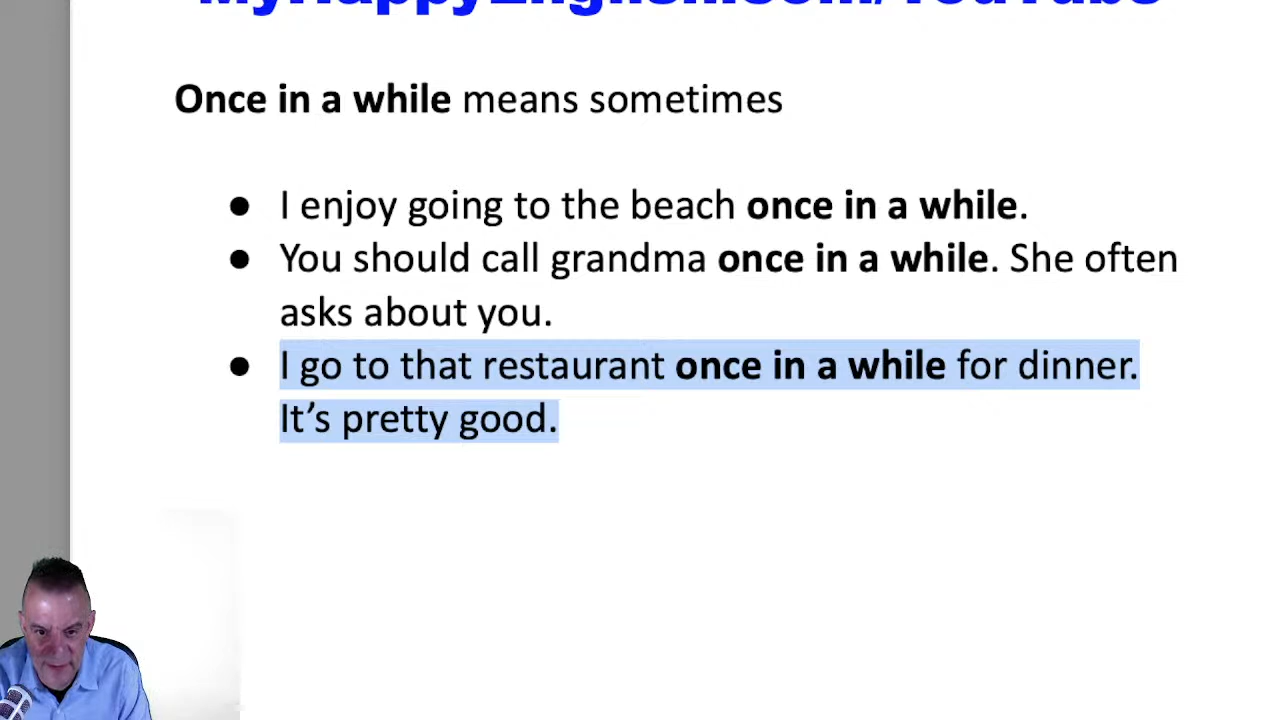 MyHappyEnglish.com/YouTube
Once in a while means sometimes
● I enjoy going to the beach once in a while.
● You should call grandma once in a while. She often
asks about you.
● I go to that restaurant once in a while for dinner.
It’s pretty good.